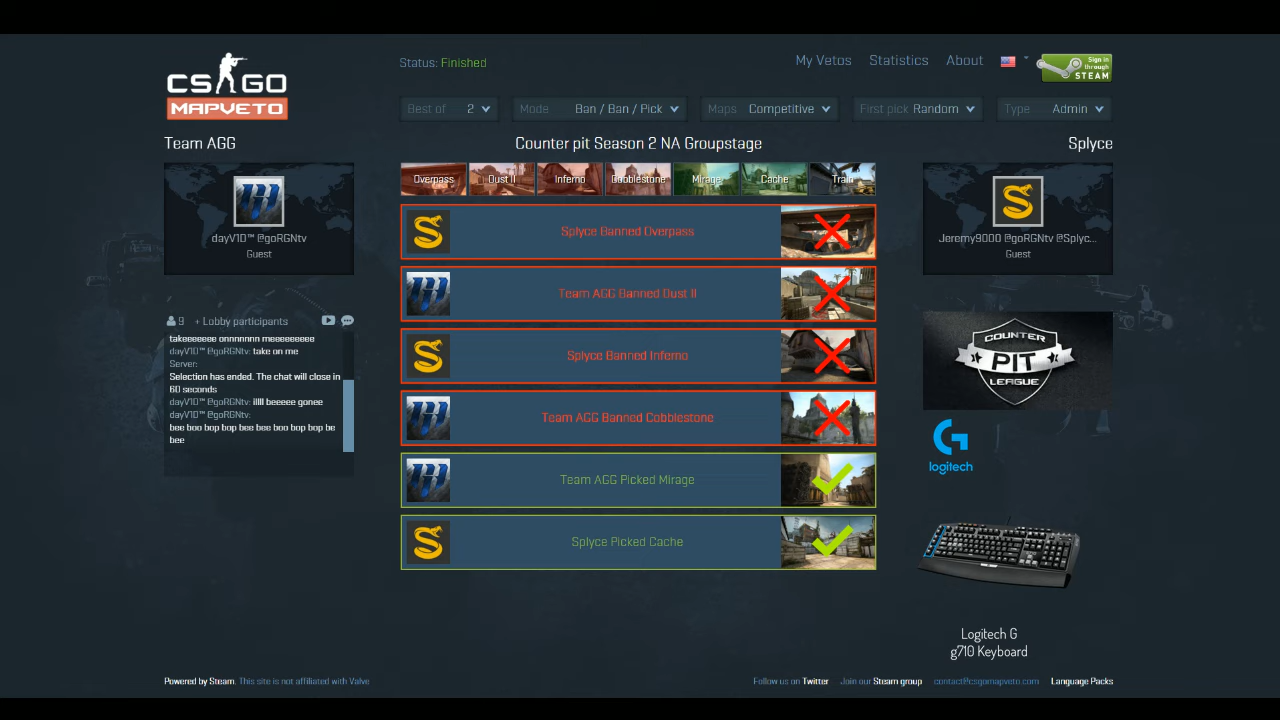 CS GO
MAPVETO
Status: Finished
My Vetos Statistics About
Sign in
through
STEAM
Best of 2 Mode Ban / Ban / Pick Maps Competitive First pick Random Type Admin
Team AGG
Counter pit Season 2 NA Groupstage
Splyce
Overpass Dust II Inferno Cobblestone Mirage Cache Train
dayV1D™ @goRGNtv
Guest
Jeremy9000 @goRGNtv @Splyc...
Guest
Splyce Banned Overpass
Team AGG Banned Dust II
Splyce Banned Inferno
Team AGG Banned Cobblestone
Team AGG Picked Mirage
Splyce Picked Cache
9 + Lobby participants
takeeeeeee onnnnnnn meeeeeeeee
dayV1D™ @goRGNtv: take on me
Server:
Selection has ended. The chat will close in
60 seconds
dayV1D™ @goRGNtv: illlll beeeee gonee
dayV1D™ @goRGNtv:
bee boo bop bop bee bee boo bop bop be
bee
COUNTER
PIT
LEAGUE
logitech
Logitech G
g710 Keyboard
Powered by Steam. This site is not affiliated with Valve
Follow us on Twitter Join our Steam group contact@csgomapveto.com Language Packs